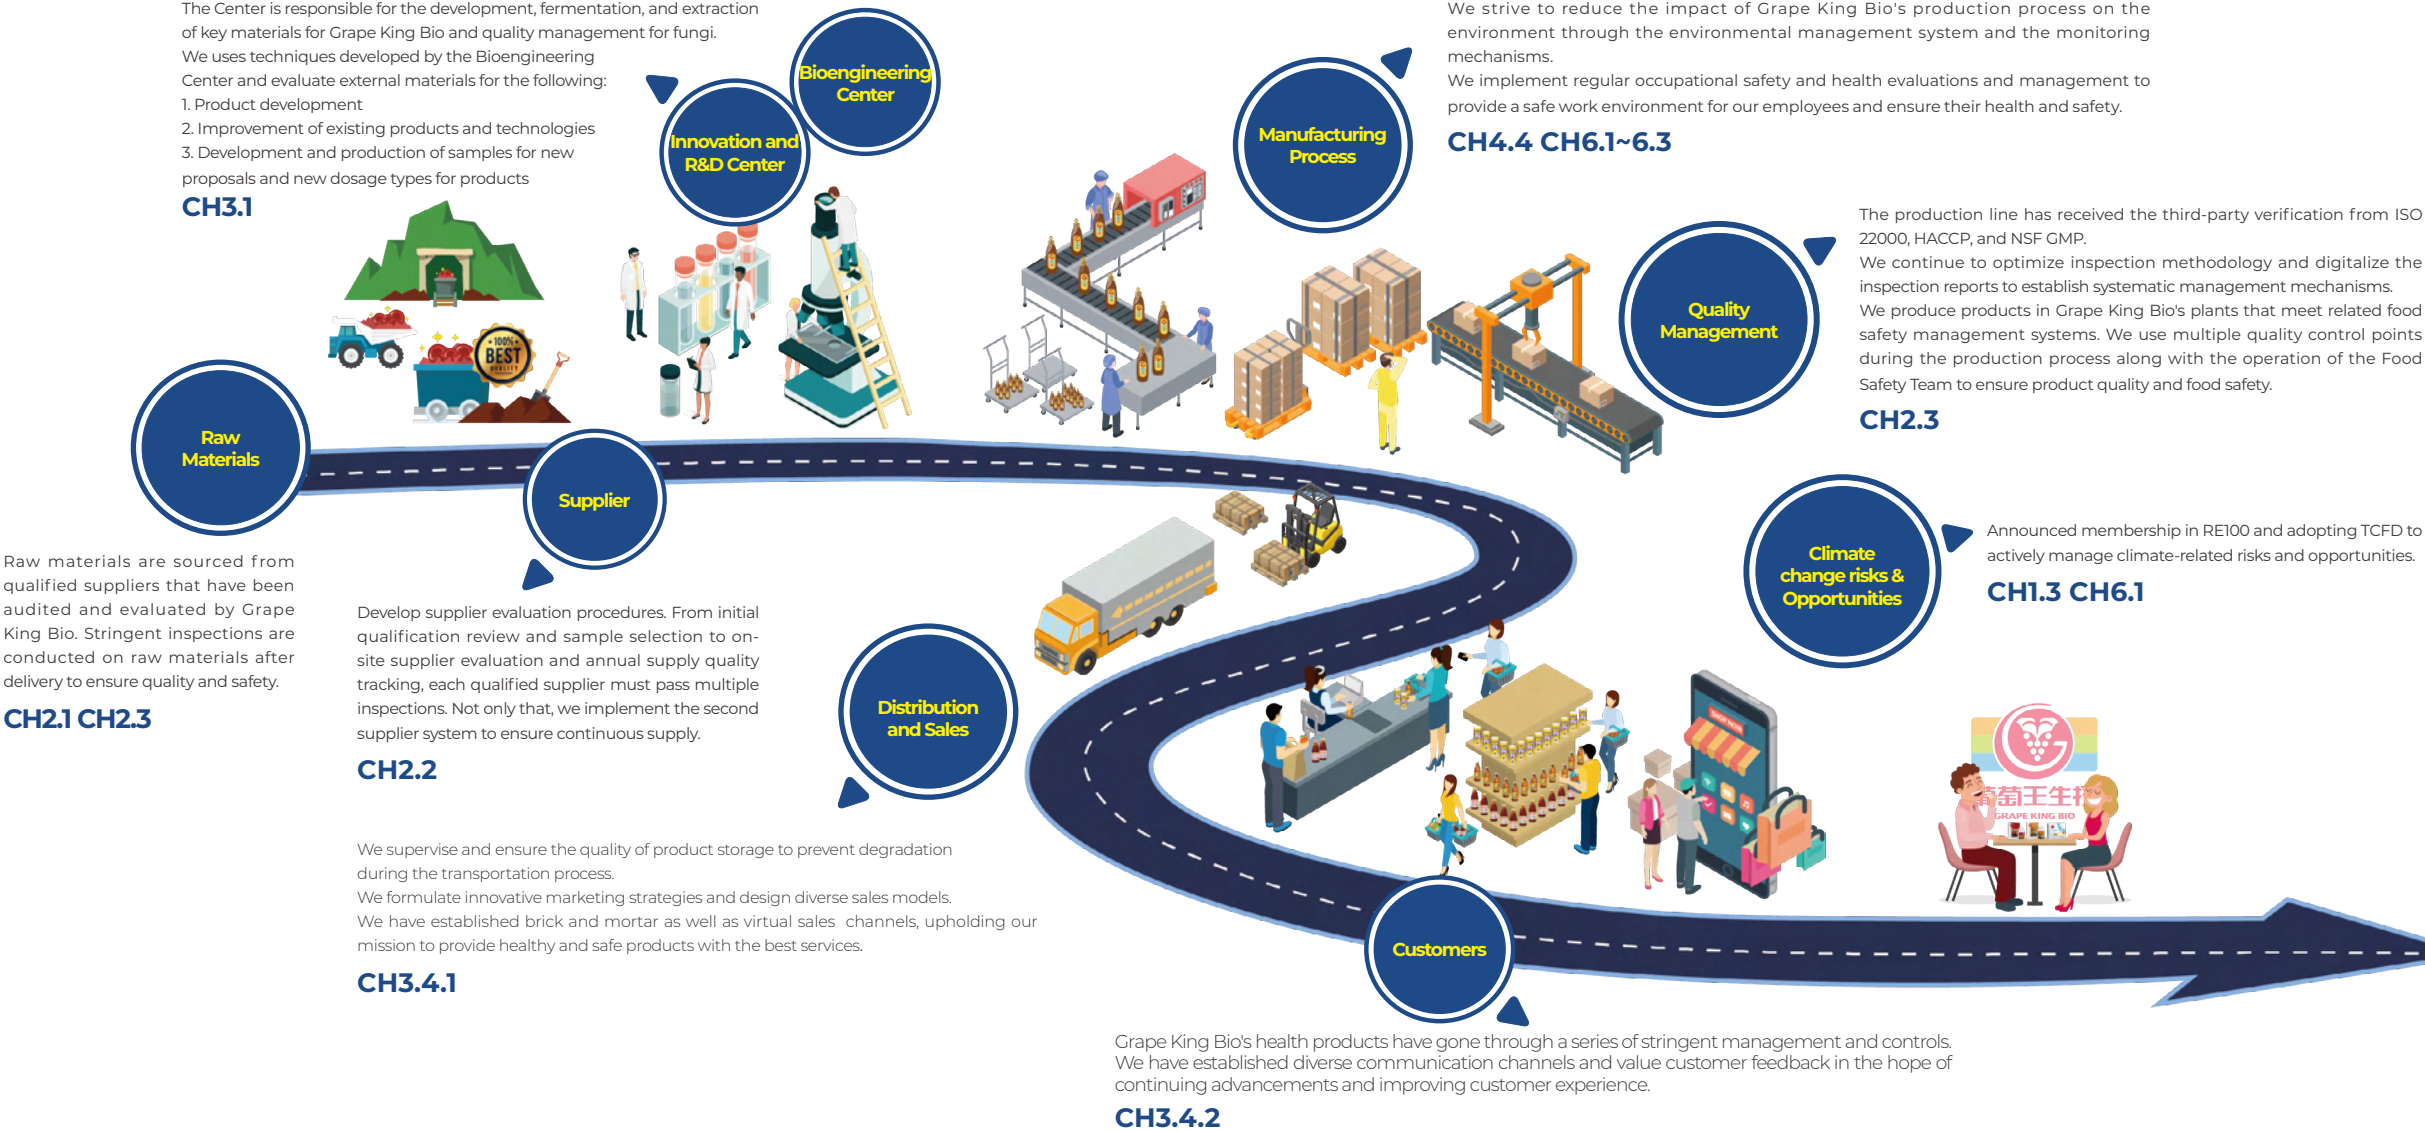 The Center is responsible for the development, fermentation, and extraction
of key materials for Grape King Bio and quality management for fungi.
We uses techniques developed by the Bioengineering
Center and evaluate external materials for the following:
1. Product development
2. Improvement of existing products and technologies
3. Development and production of samples for new
proposals and new dosage types for products
CH3.1
Bioengineering
Center
Innovation and
R&D Center
We strive to reduce the impact of Grape King Bio's production process on the
environment through the environmental management system and the monitoring
mechanisms.
We implement regular occupational safety and health evaluations and management to
provide a safe work environment for our employees and ensure their health and safety.
CH4.4 CH6.1~6.3
Manufacturing
Process
The production line has received the third-party verification from ISO
22000, HACCP, and NSF GMP.
We continue to optimize inspection methodology and digitalize the
inspection reports to establish systematic management mechanisms.
We produce products in Grape King Bio's plants that meet related food
safety management systems. We use multiple quality control points
during the production process along with the operation of the Food
Safety Team to ensure product quality and food safety.
CH2.3
Quality
Management
100%
BEST
QUALITY
Raw
Materials
Raw materials are sourced from
qualified suppliers that have been
audited and evaluated by Grape
King Bio. Stringent inspections are
conducted on raw materials after
delivery to ensure quality and safety.
CH2.1 CH2.3
Supplier
Develop supplier evaluation procedures. From initial
qualification review and sample selection to on-
site supplier evaluation and annual supply quality
tracking, each qualified supplier must pass multiple
inspections. Not only that, we implement the second
supplier system to ensure continuous supply.
CH2.2
Climate
change risks &
Opportunities
Announced membership in RE100 and adopting TCFD to
actively manage climate-related risks and opportunities.
CH1.3 CH6.1
Distribution
and Sales
We supervise and ensure the quality of product storage to prevent degradation
during the transportation process.
We formulate innovative marketing strategies and design diverse sales models.
We have established brick and mortar as well as virtual sales channels, upholding our
mission to provide healthy and safe products with the best services.
CH3.4.1
SHOP NOW
葡萄王生技
GRAPE KING BIO
Customers
Grape King Bio's health products have gone through a series of stringent management and controls.
We have established diverse communication channels and value customer feedback in the hope of
continuing advancements and improving customer experience.
CH3.4.2